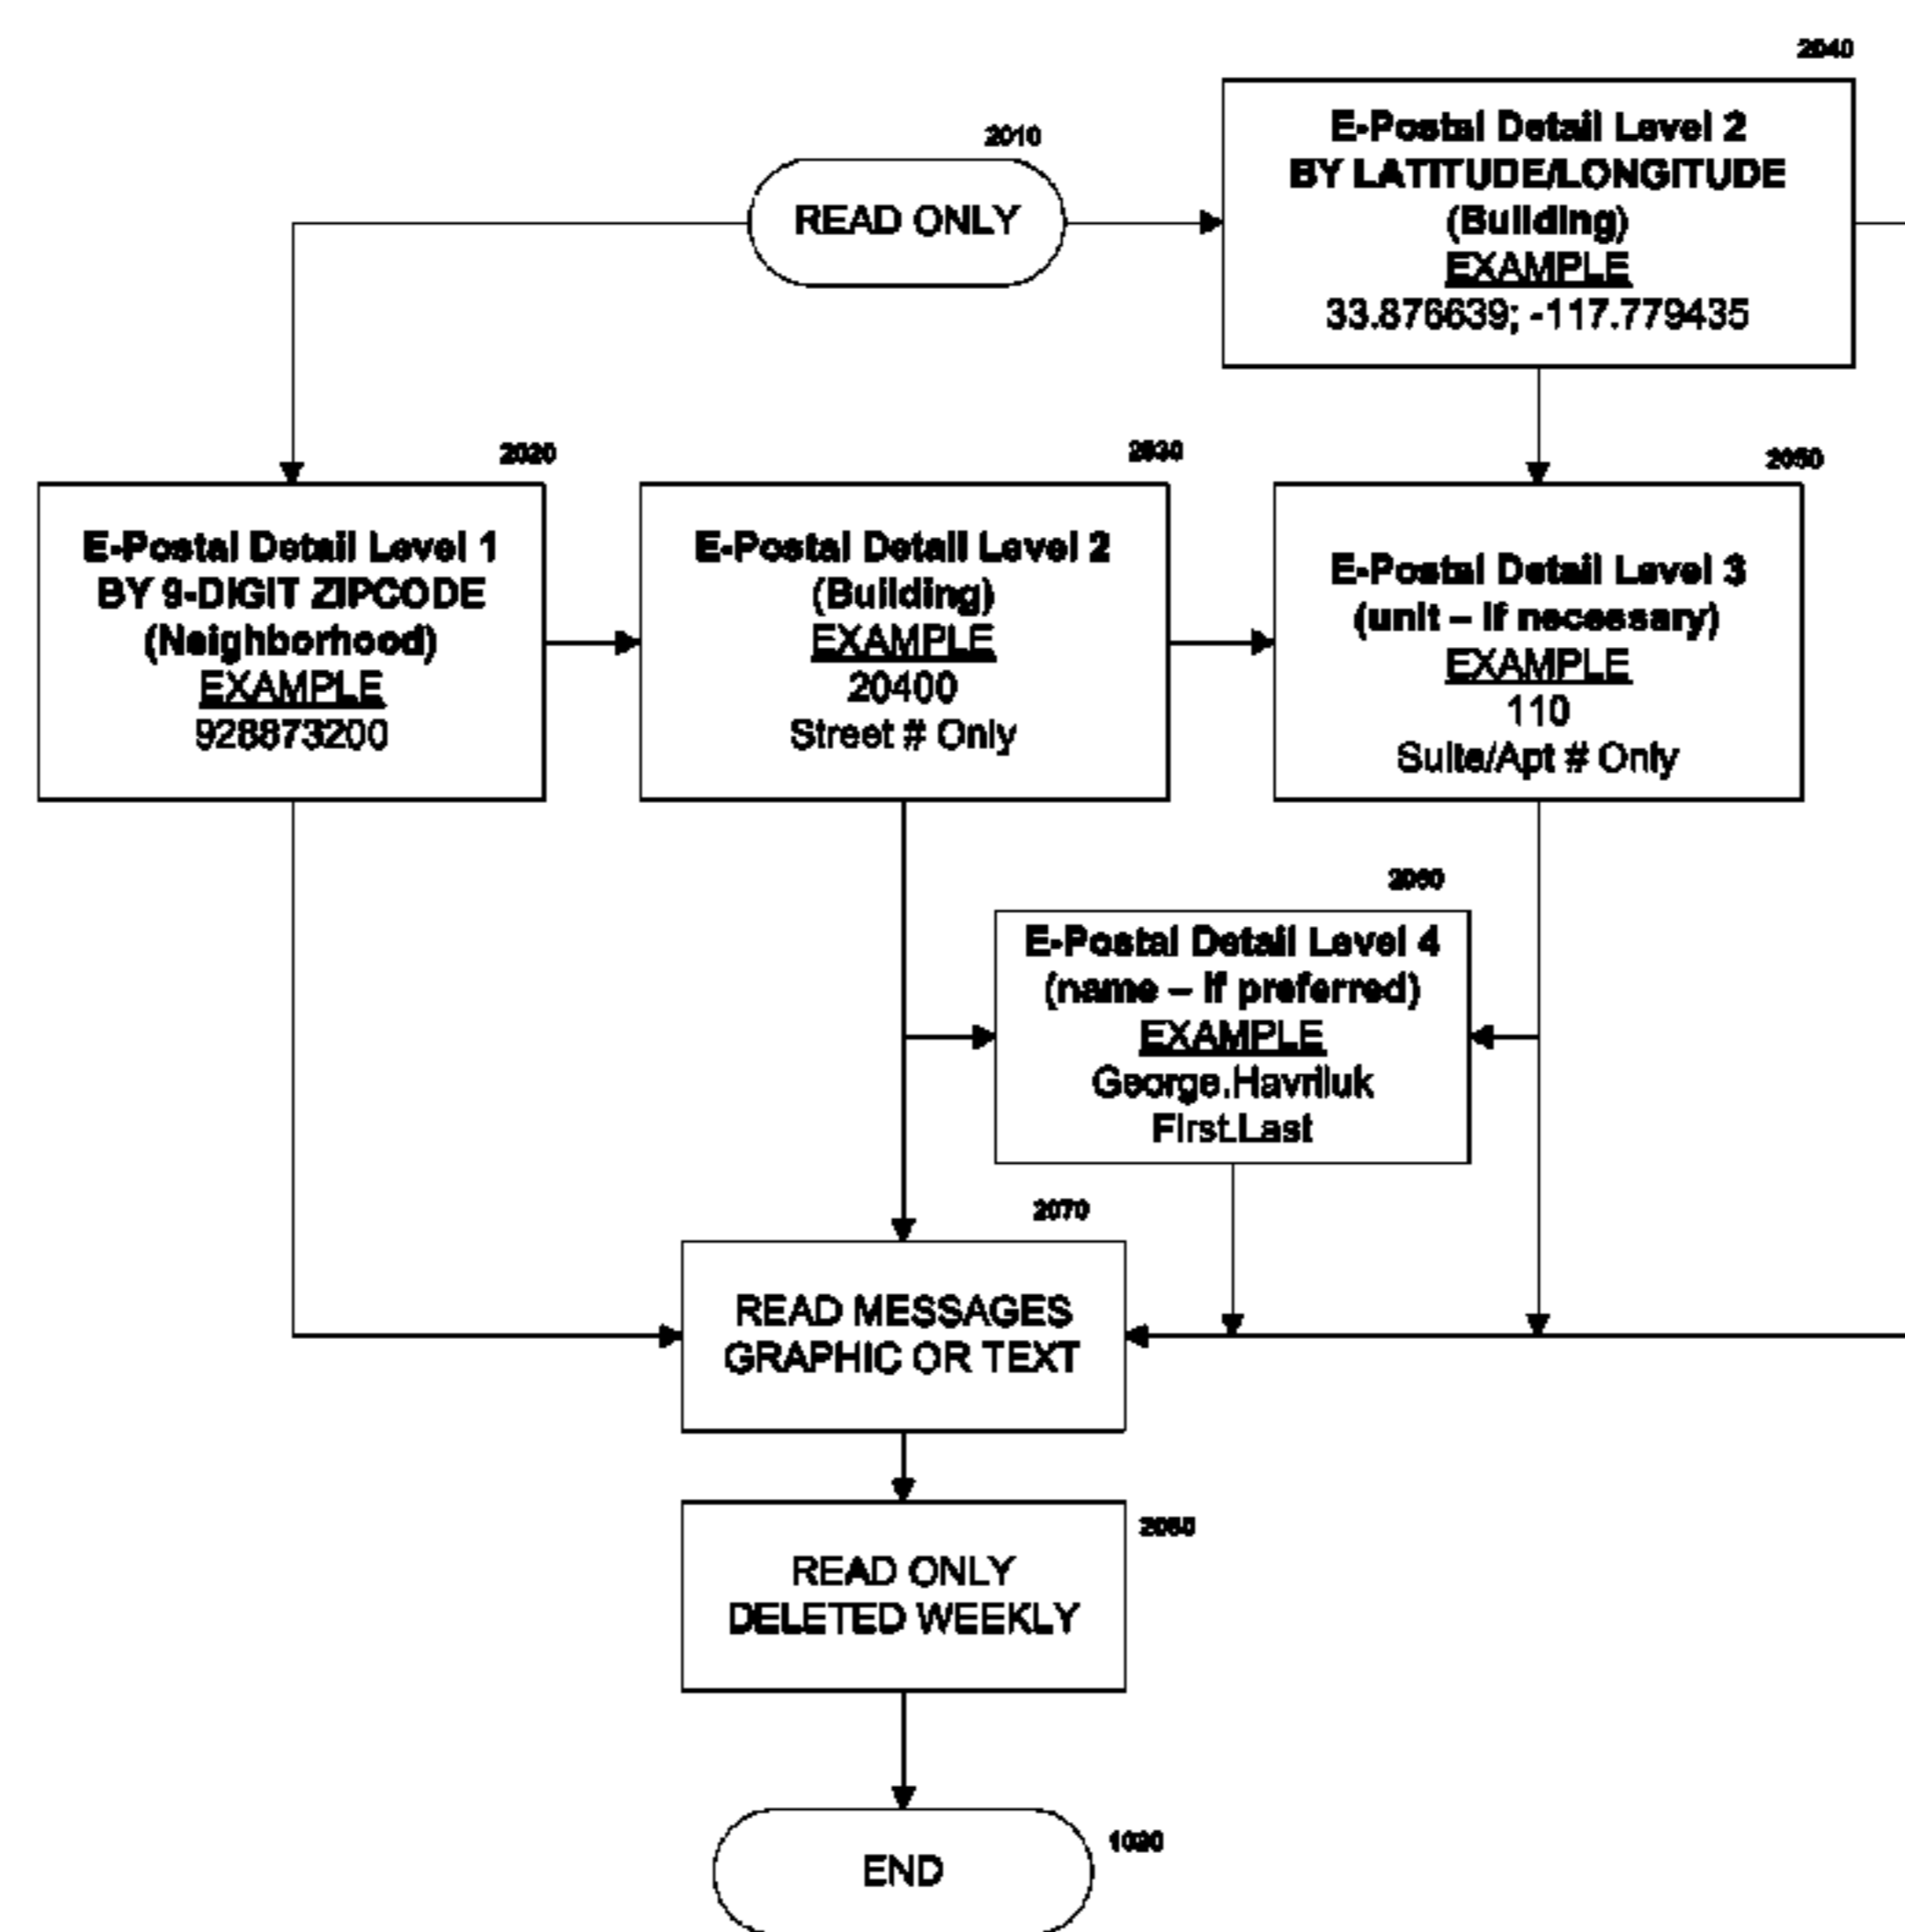 2040
E-Postal Detail Level 2
BY LATITUDE/LONGITUDE
(Building)
EXAMPLE
33.876639; -117.779435
2010
READ ONLY
2020
E-Postal Detail Level 1
BY 9-DIGIT ZIPCODE
(Neighborhood)
EXAMPLE
928873200
2030
E-Postal Detail Level 2
(Building)
EXAMPLE
20400
Street # Only
2050
E-Postal Detail Level 3
(unit – if necessary)
EXAMPLE
110
Suite/Apt # Only
2060
E-Postal Detail Level 4
(name – if preferred)
EXAMPLE
George.Havriluk
First.Last
2070
READ MESSAGES
GRAPHIC OR TEXT
READ ONLY
DELETED WEEKLY
END